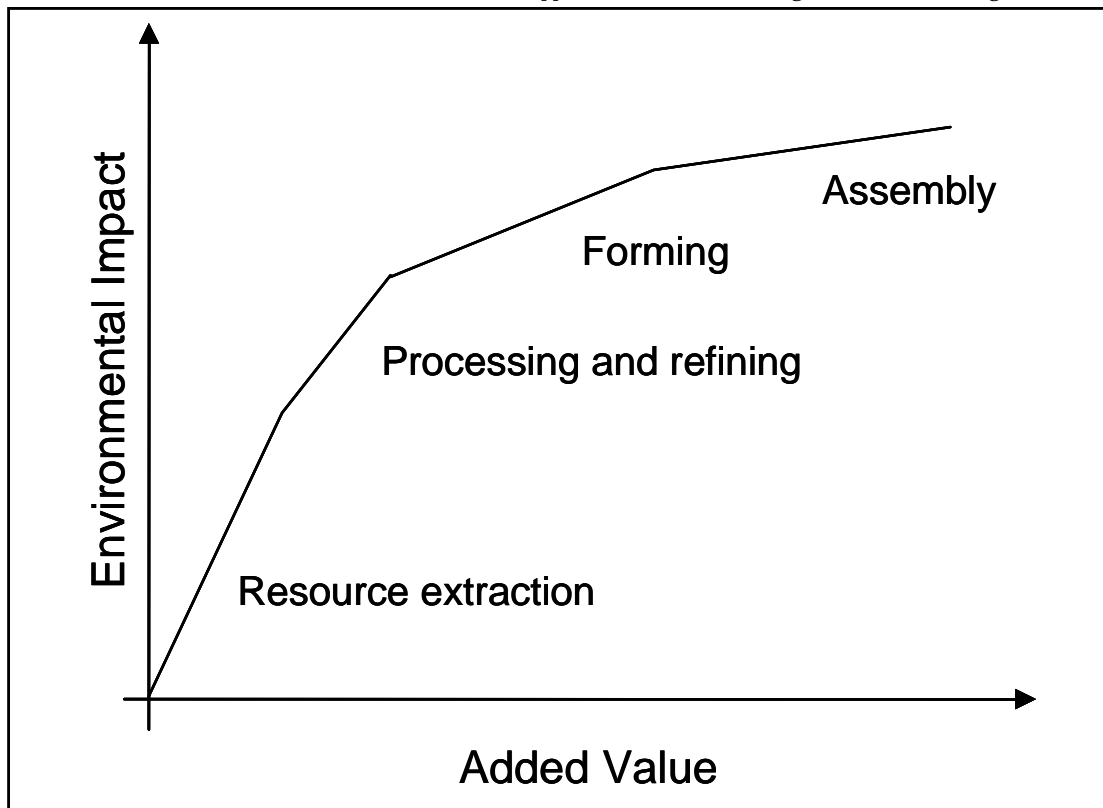 Environmental Impact
Assembly
Forming
Processing and refining
Resource extraction
Added Value